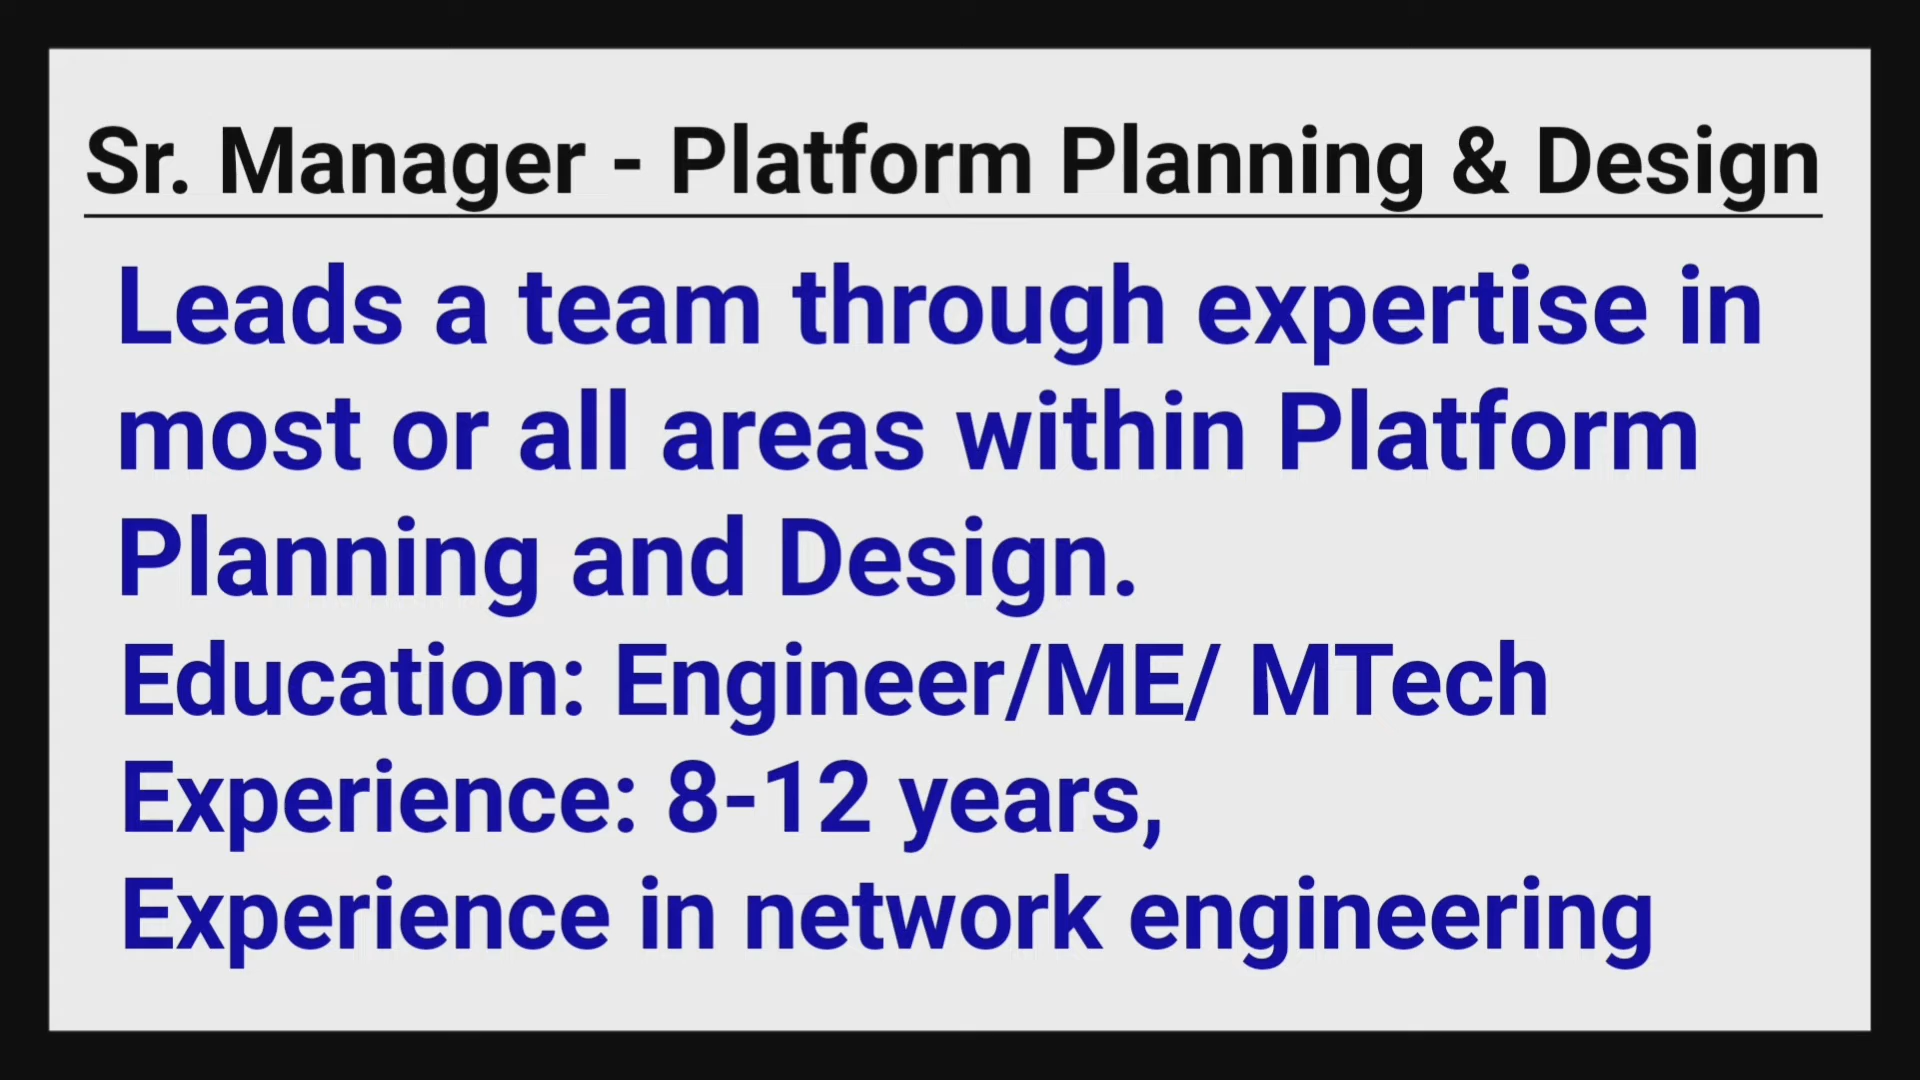 Sr. Manager - Platform Planning & Design
Leads a team through expertise in
most or all areas within Platform
Planning and Design.
Education: Engineer/ME/ MTech
Experience: 8-12 years,
Experience in network engineering